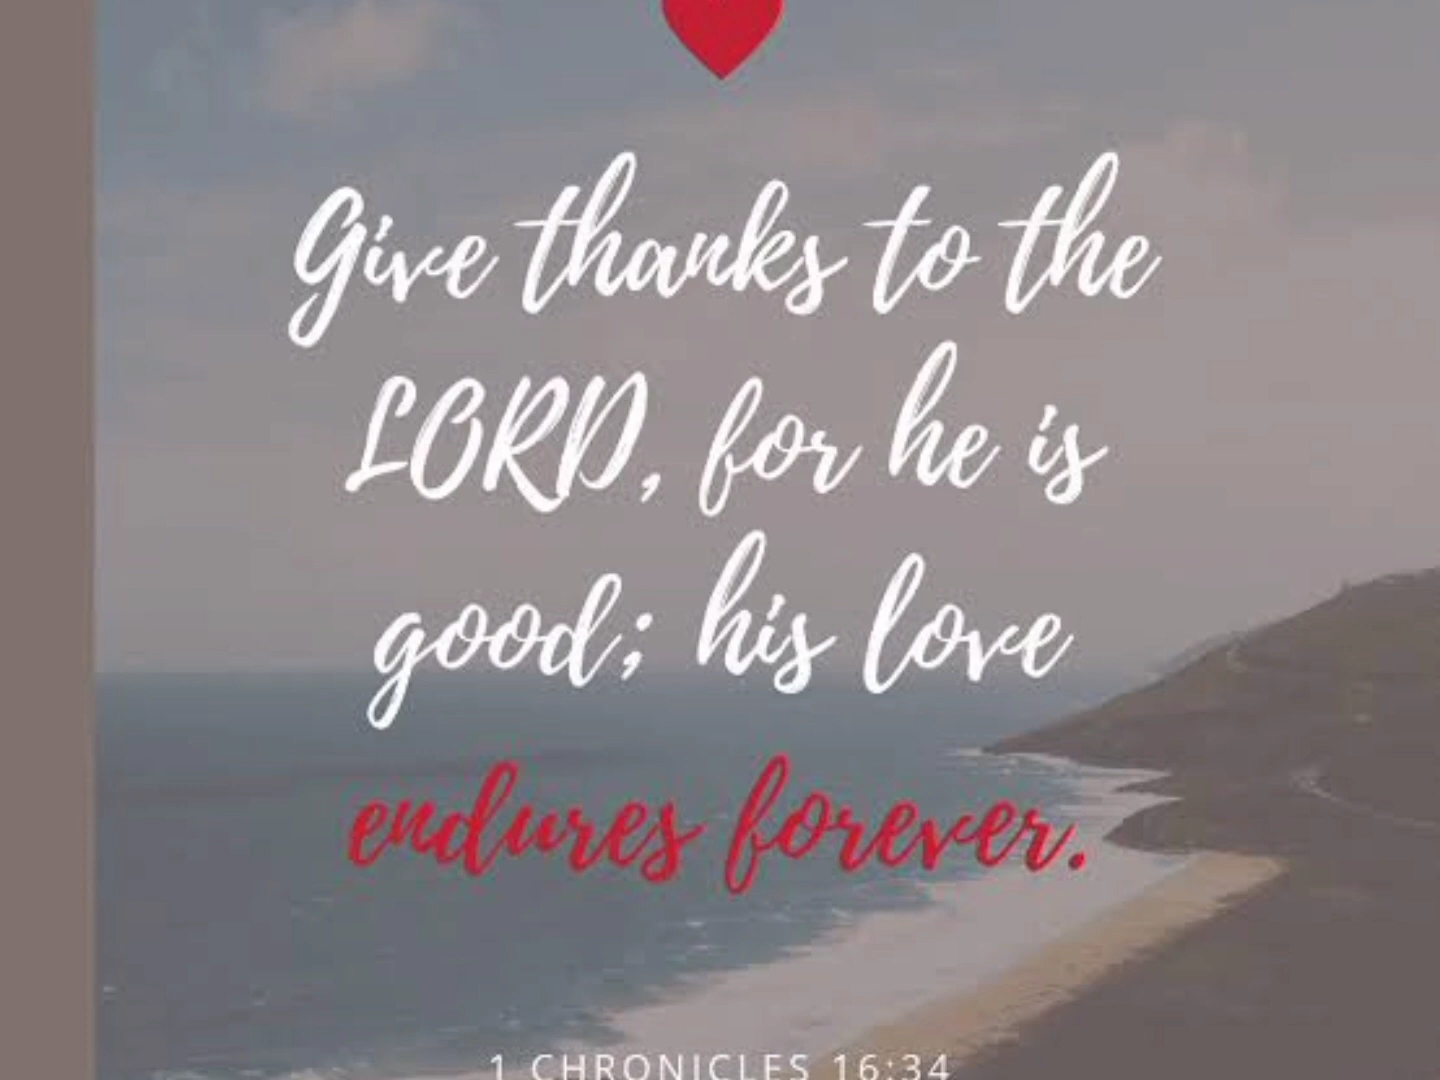 Give thanks to the
LORD, for he is
good; his love
endures forever.
1 CHRONICLES 16:34